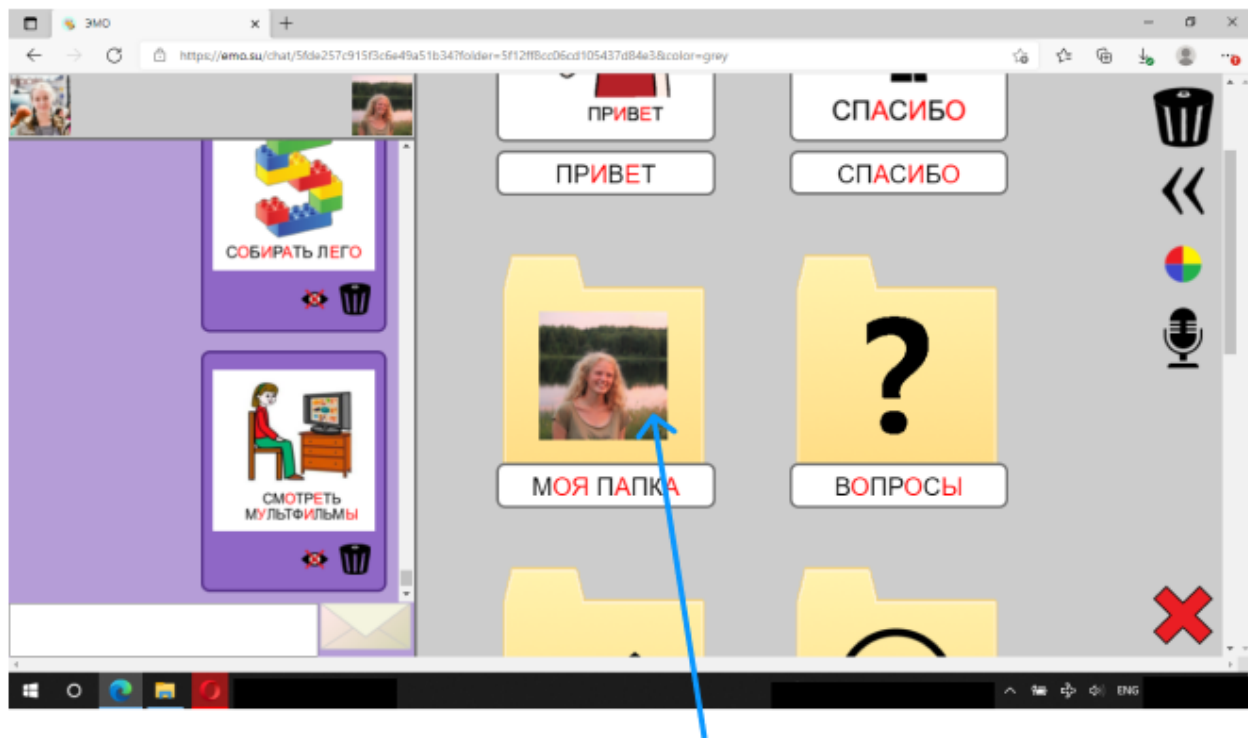 ЭМО
https://emo.su/chat/5fde257c915f3c6e49a51b34?folder=5f12ff8cc06cd105437d84e3&color=grey
ПРИВЕТ
СПАСИБО
ПРИВЕТ
СПАСИБО
СОБИРАТЬ ЛЕГО
МОЯ ПАПКА
ВОПРОСЫ
СМОТРЕТЬ
МУЛЬТФИЛЬМЫ
ENG